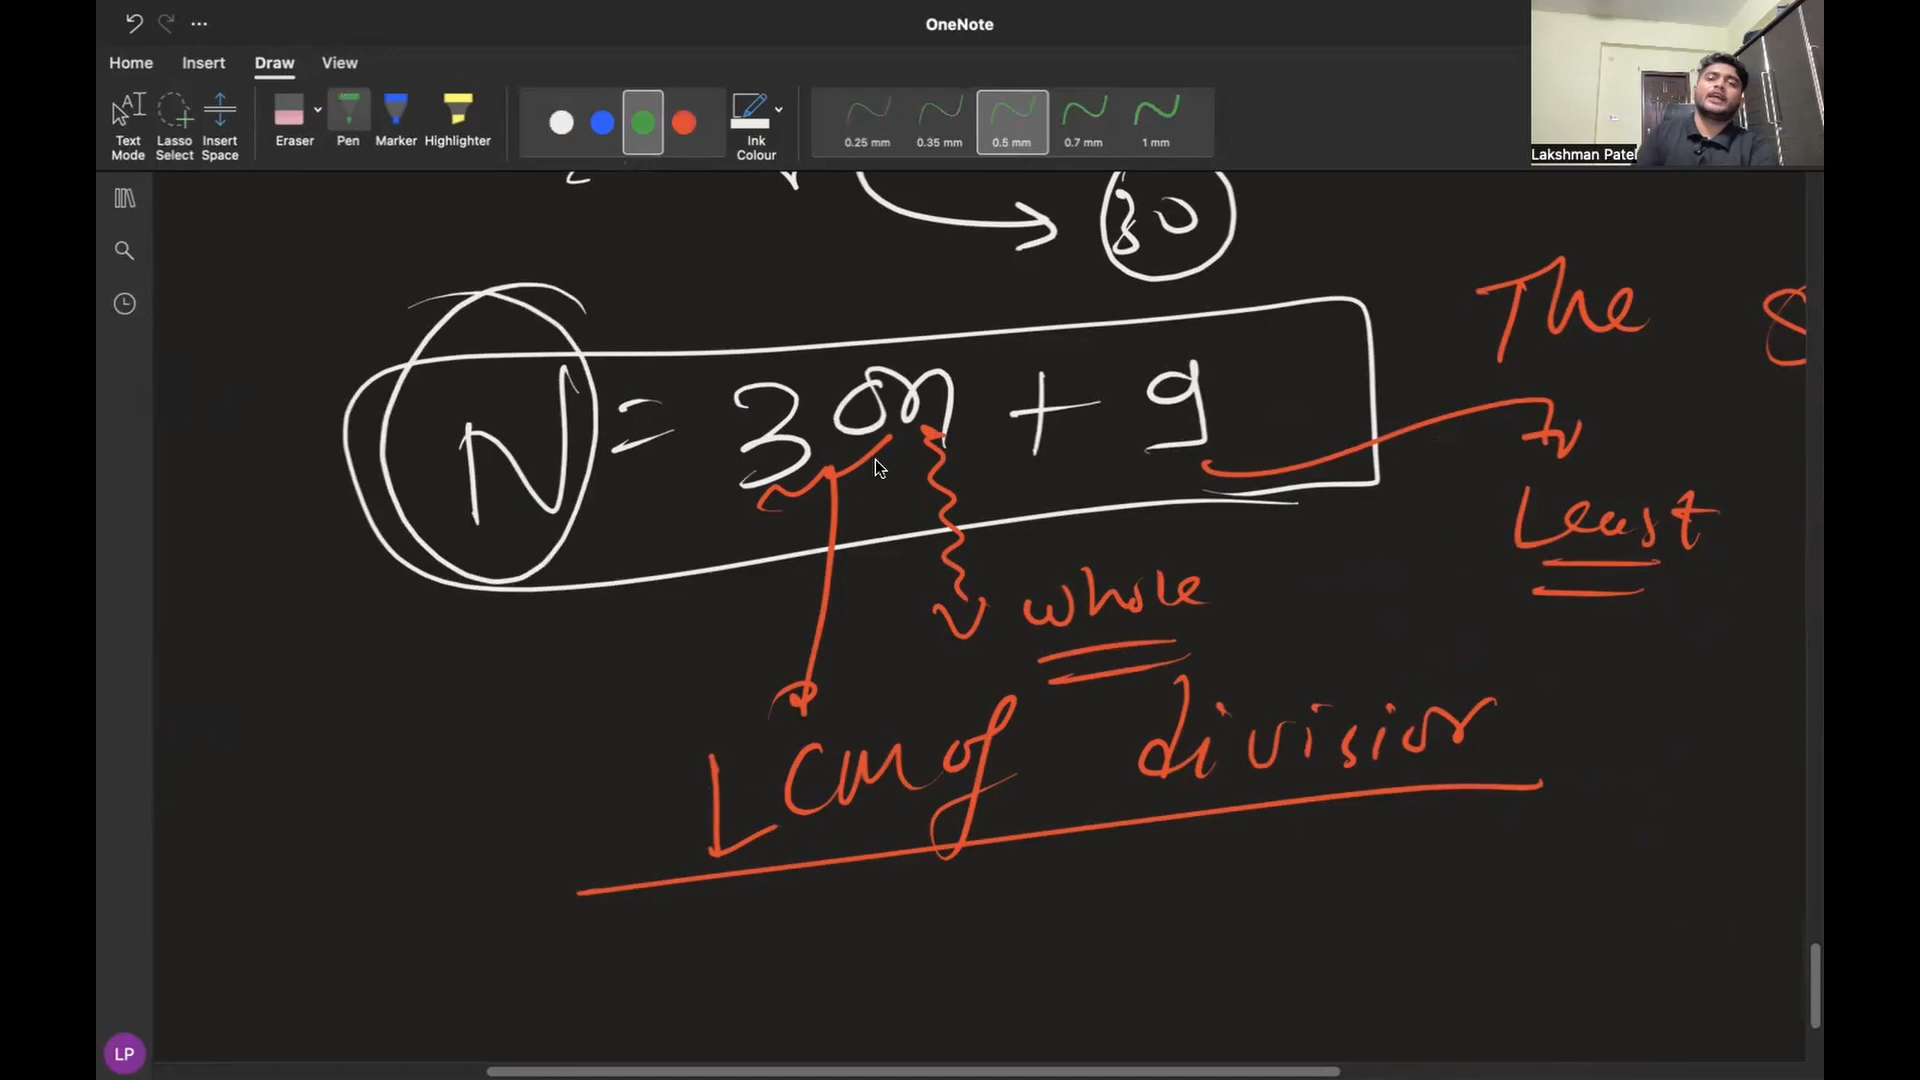 OneNote
Home Insert Draw View
Text Mode Lasso Select Insert Space Eraser Pen Marker Highlighter Ink Colour 0.25 mm 0.35 mm 0.5 mm 0.7 mm 1 mm
Lakshman Patel
30
The
N = 30n + 9
Least
whole
LCM of divisior
LP